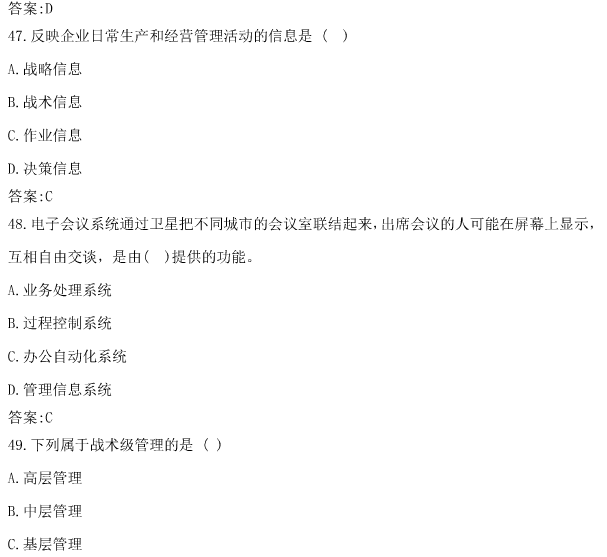 答案:D
47.反映企业日常生产和经营管理活动的信息是 (  )
A.战略信息
B.战术信息
C.作业信息
D.决策信息
答案:C
48.电子会议系统通过卫星把不同城市的会议室联结起来,出席会议的人可能在屏幕上显示，
互相自由交谈，是由(  )提供的功能。
A.业务处理系统
B.过程控制系统
C.办公自动化系统
D.管理信息系统
答案:C
49.下列属于战术级管理的是 ( )
A.高层管理
B.中层管理
C.基层管理